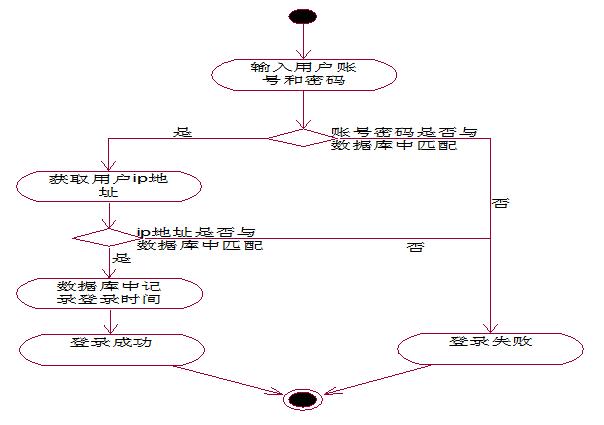 输入用户账
号和密码
是
账号密码是否与
数据库中匹配
获取用户ip地
址
否
ip地址是否与
数据库中匹配
否
是
数据库中记
录登录时间
登录成功
登录失败